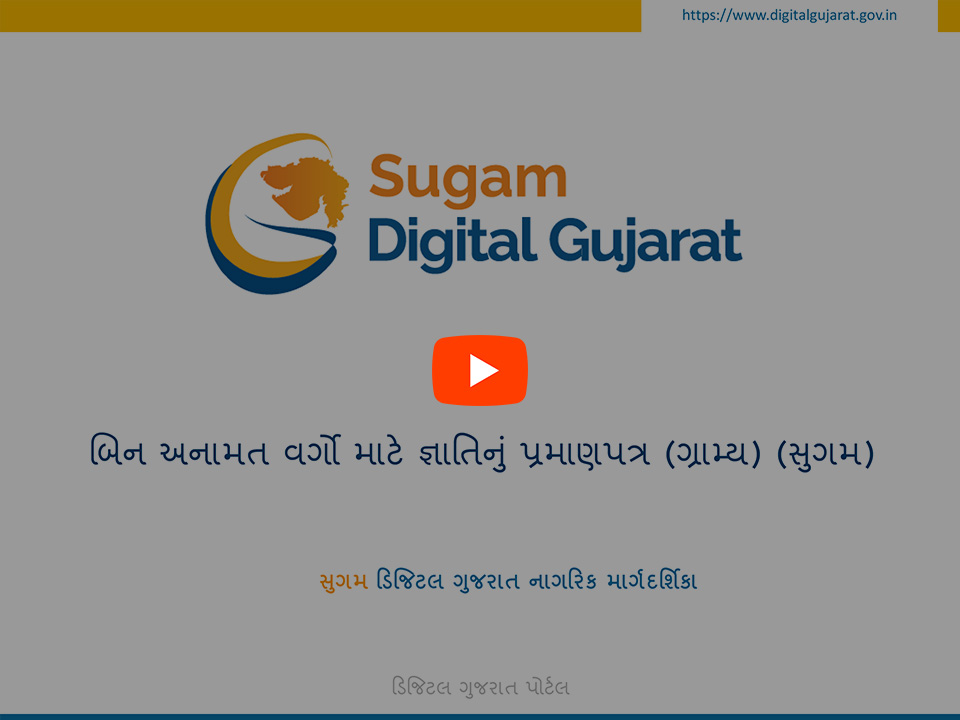 https://www.digitalgujarat.gov.in
Sugam
Digital Gujarat
બિન અનામત વર્ગો માટે જ્ઞાતિનું પ્રમાણપત્ર (ગ્રામ્ય) (સુગમ)
સુગમ ડિજિટલ ગુજરાત નાગરિક માર્ગદર્શિકા
ડિજિટલ ગુજરાત પોર્ટલ